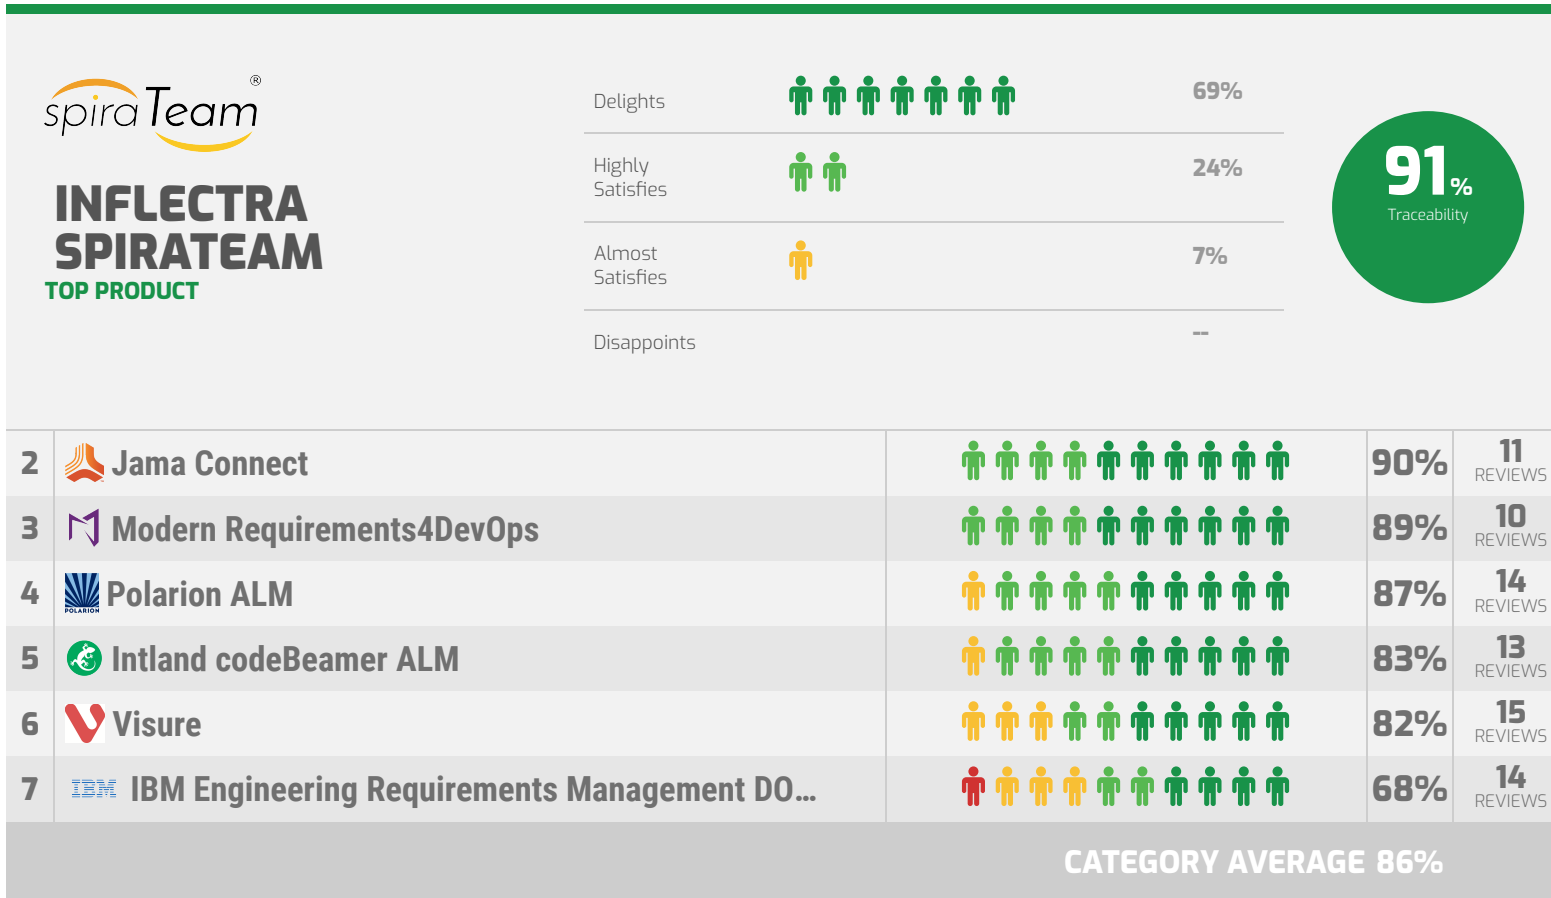 spiraTeam®
INFLECTRA
SPIRATEAM
TOP PRODUCT
Delights 69%
Highly
Satisfies 24%
Almost
Satisfies 7%
Disappoints --
91%
Traceability
2 Jama Connect 90% 11 REVIEWS
3 Modern Requirements4DevOps 89% 10 REVIEWS
4 POLARION Polarion ALM 87% 14 REVIEWS
5 Intland codeBeamer ALM 83% 13 REVIEWS
6 Visure 82% 15 REVIEWS
7 IBM IBM Engineering Requirements Management DO... 68% 14 REVIEWS
CATEGORY AVERAGE 86%